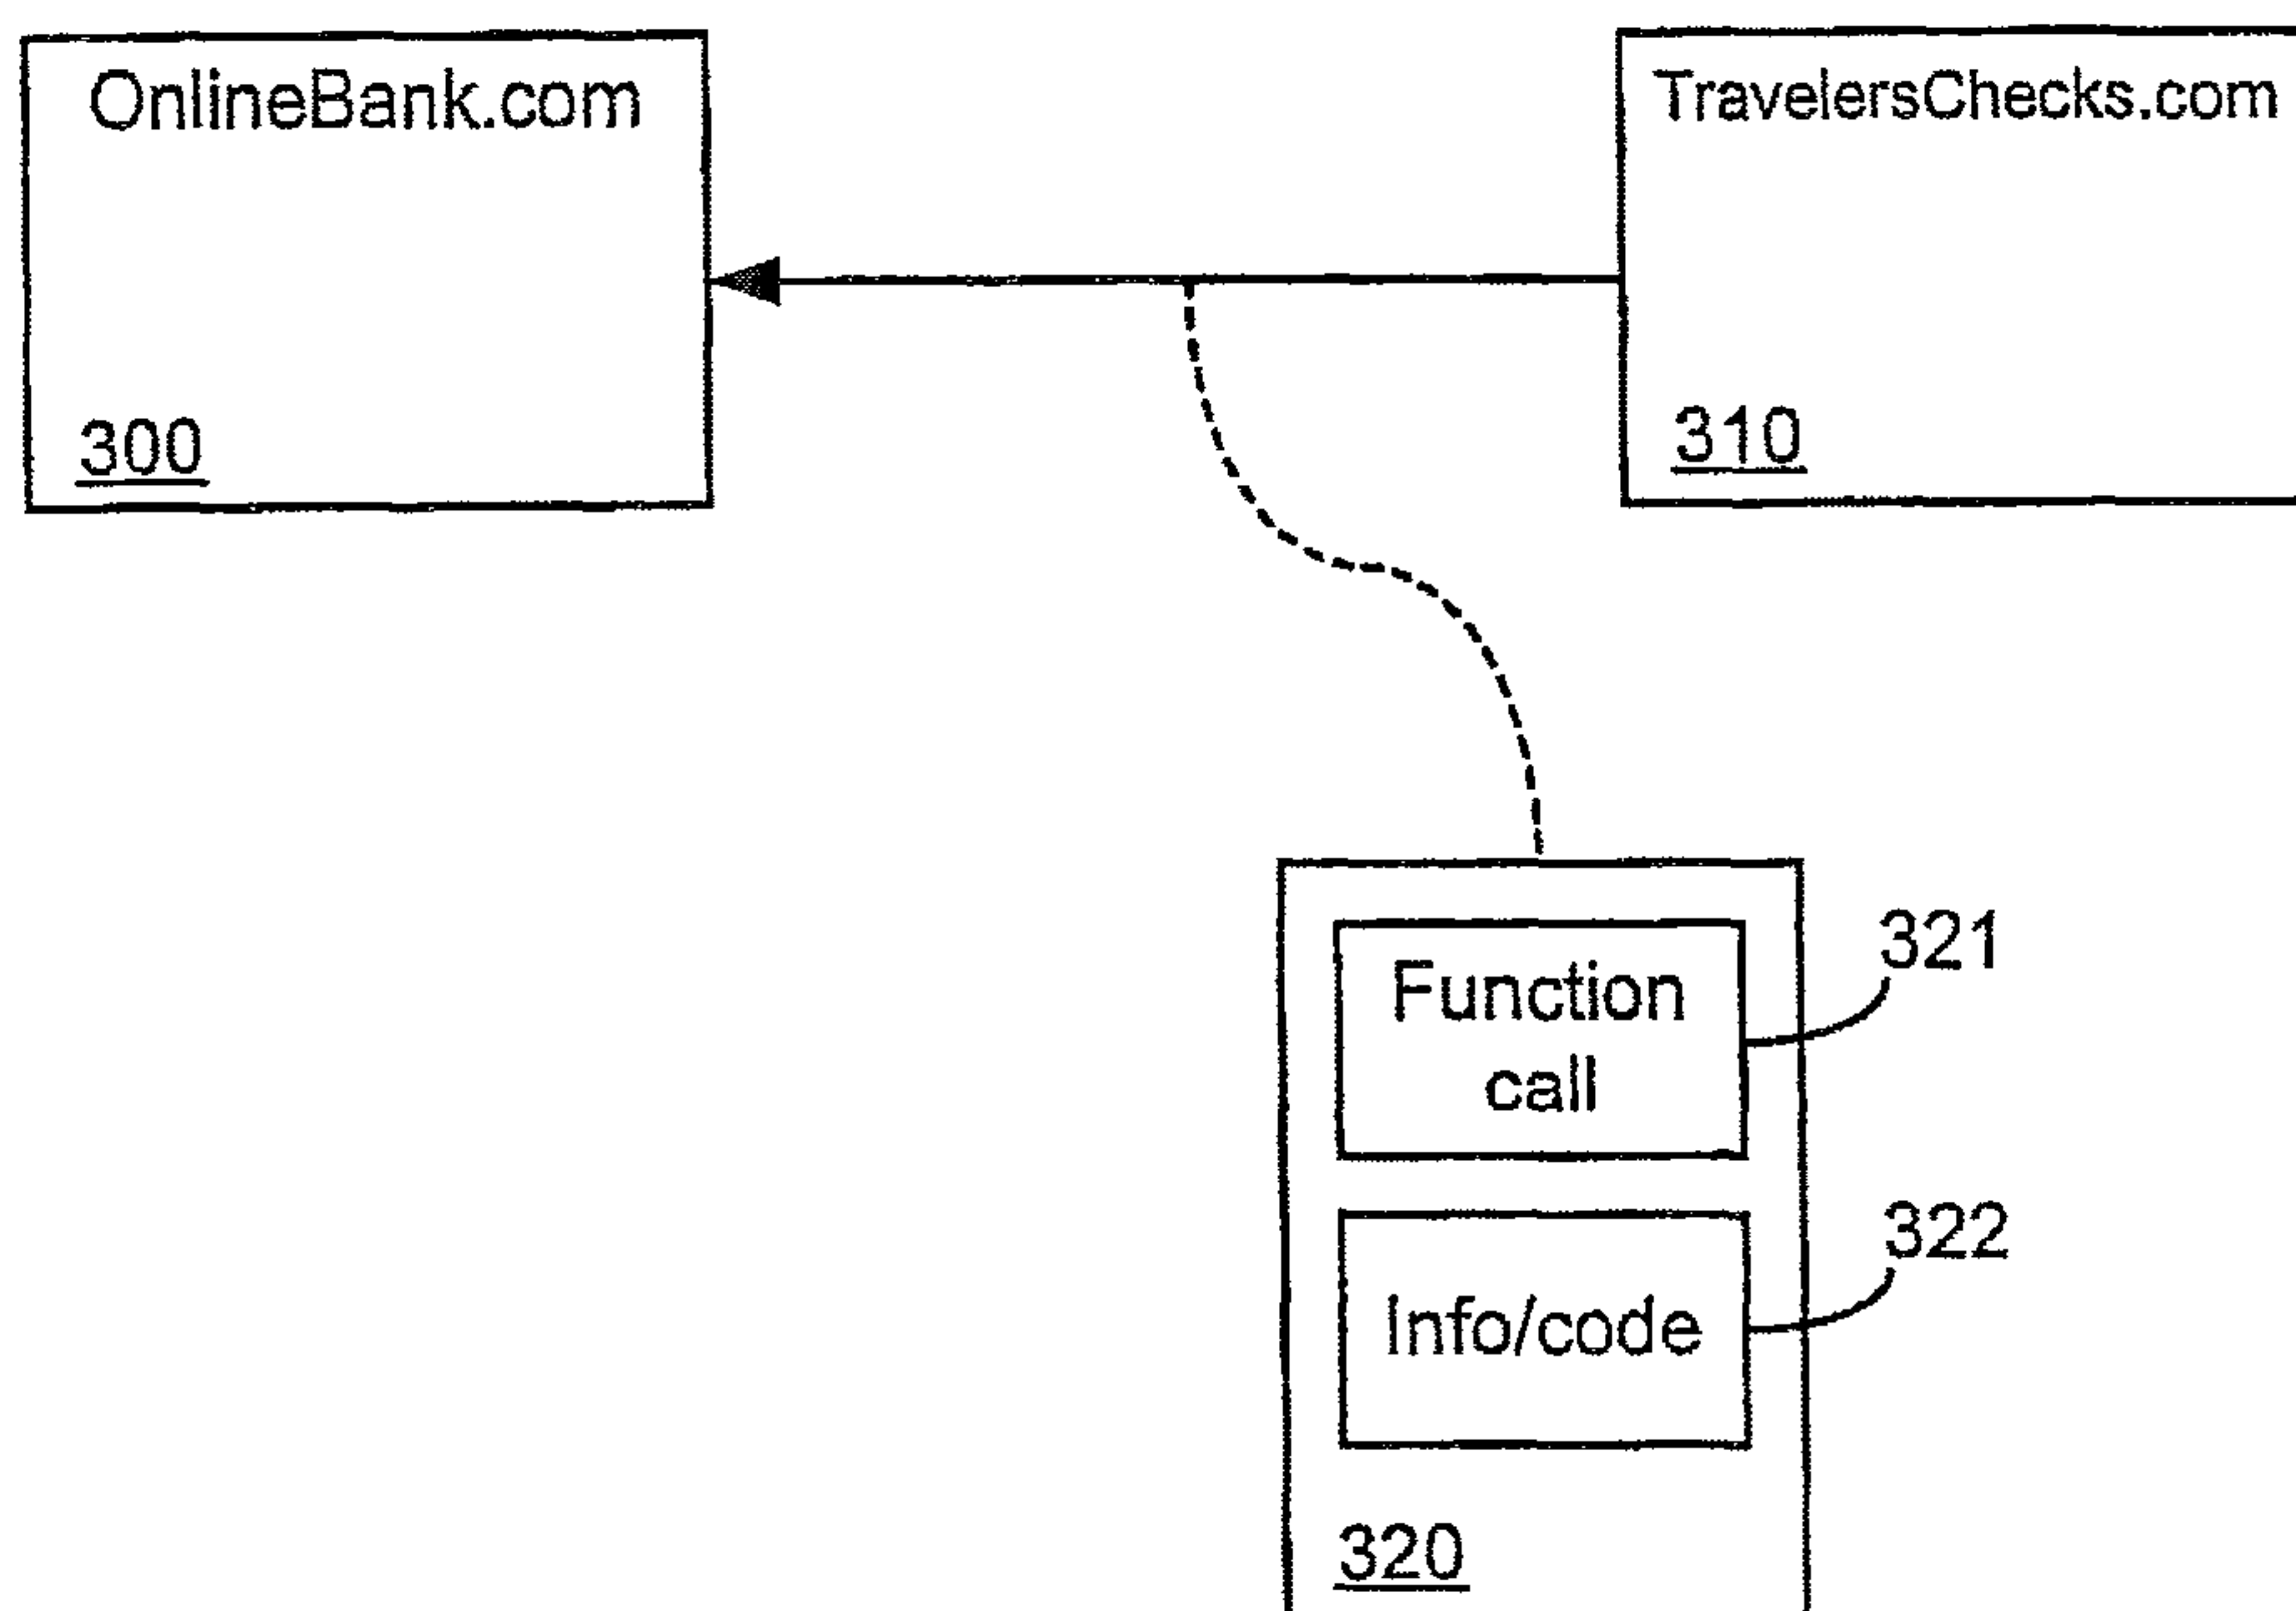 OnlineBank.com
300
TravelersChecks.com
310
Function
call
321
Info/code
322
320